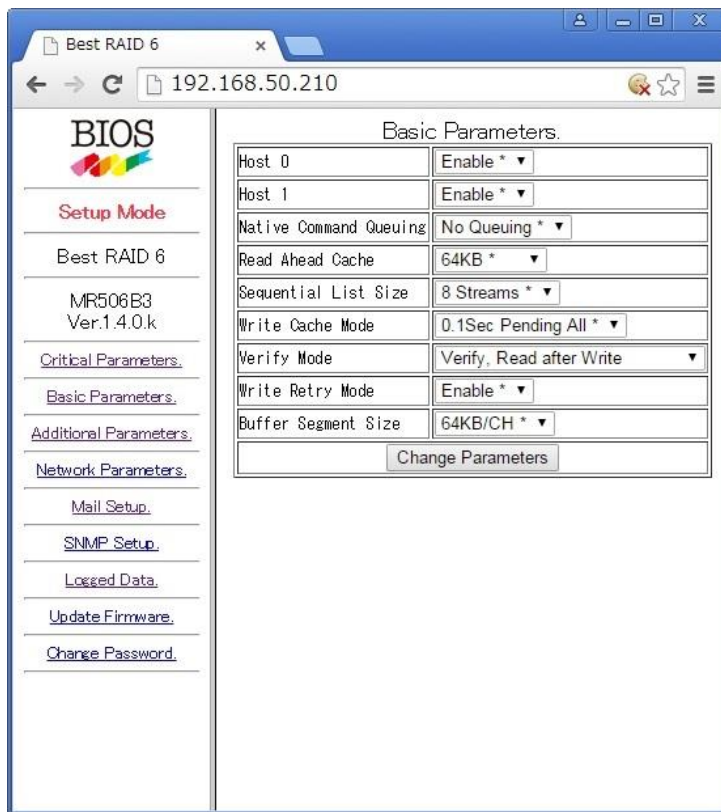 Best RAID 6
192.168.50.210
BIOS
Setup Mode
Best RAID 6
MR506B3
Ver.1.4.0.k
Critical Parameters.
Basic Parameters.
Additional Parameters.
Network Parameters.
Mail Setup.
SNMP Setup.
Logged Data.
Update Firmware.
Change Password.
Basic Parameters.
Host 0 Enable *
Host 1 Enable *
Native Command Queuing No Queuing *
Read Ahead Cache 64KB *
Sequential List Size 8 Streams *
Write Cache Mode 0.1Sec Pending All *
Verify Mode Verify, Read after Write
Write Retry Mode Enable *
Buffer Segment Size 64KB/CH *
Change Parameters